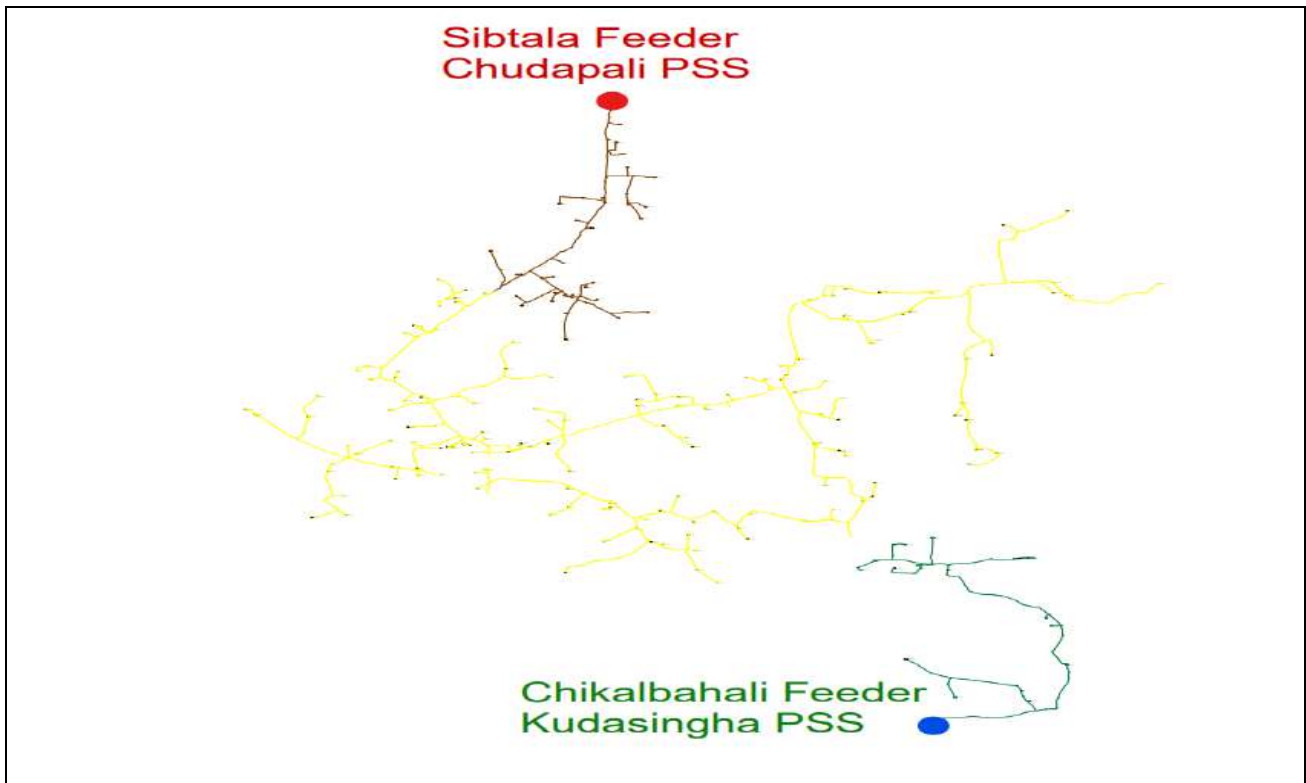 Sibtala Feeder
Chudapali PSS
Chikalbahali Feeder
Kudasingha PSS